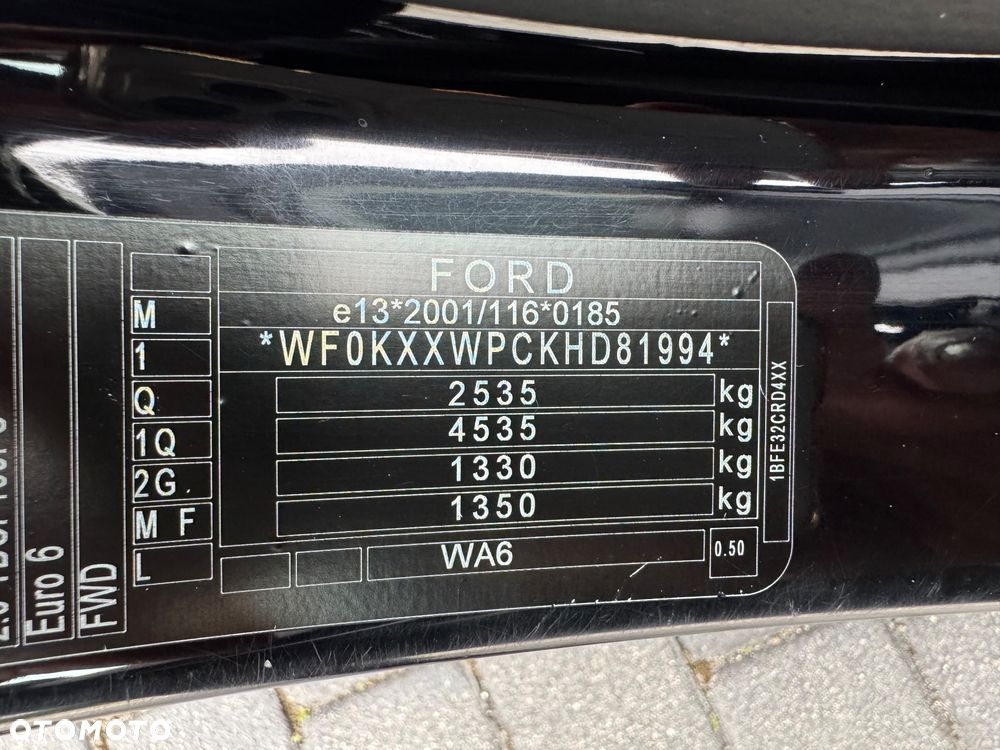 FORD
e13*2001/116*0185
*WF0KXXWPCKHD81994*
2535 kg
4535 kg
1330 kg
1350 kg
WA6
0.50
M
1
Q
1Q
2G
M F
L
1BFE32CRD4XX
Euro 6
FWD
OTOMOTO